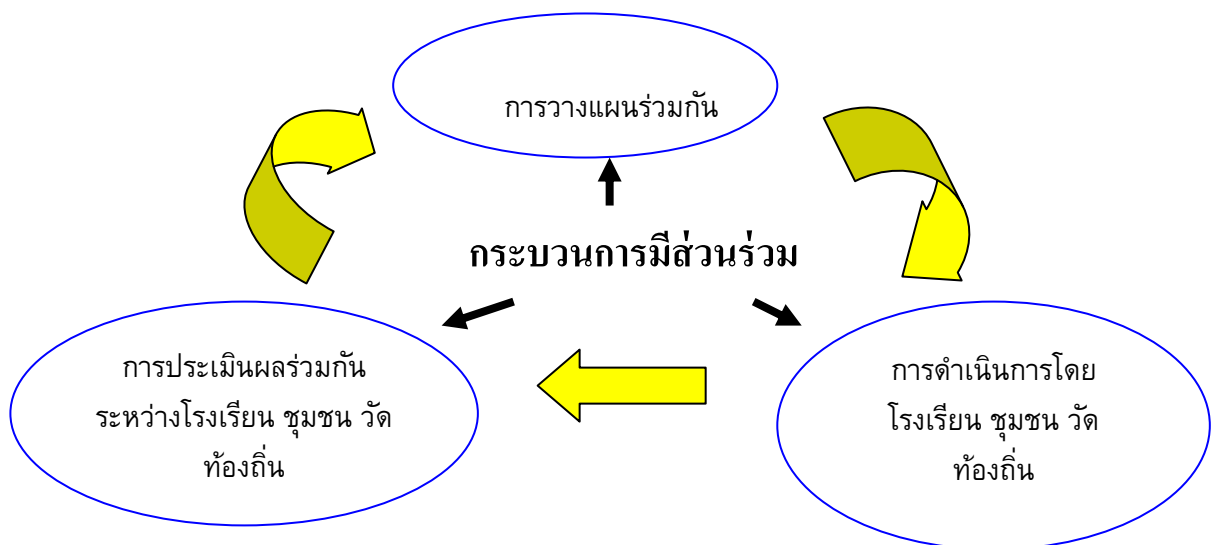 การวางแผนร่วมกัน
กระบวนการมีส่วนร่วม
การประเมินผลร่วมกัน
ระหว่างโรงเรียน ชุมชน วัด
ท้องถิ่น
การดำเนินการโดย
โรงเรียน ชุมชน วัด
ท้องถิ่น